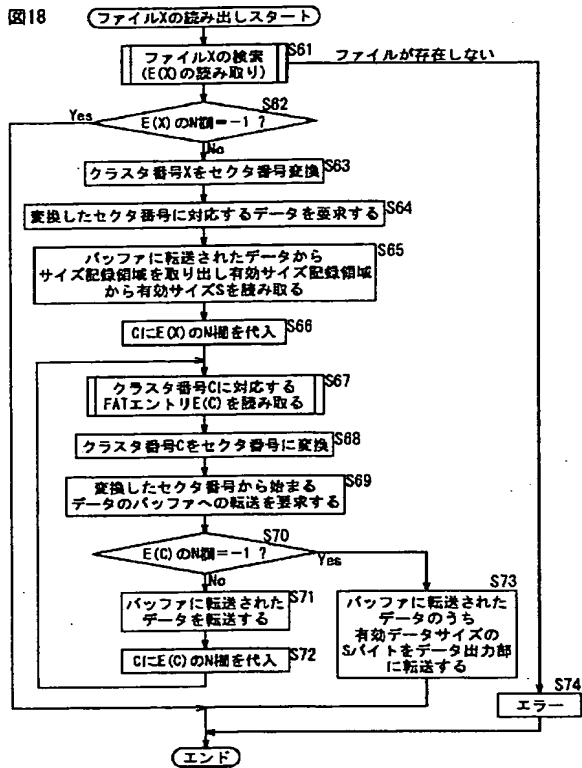 図18
ファイルXの読み出しスタート
ファイルXの検索
(E(X)の読み取り)
S61
ファイルが存在しない
S62
Yes
E(X)のN欄=-1 ?
No
クラスタ番号Xをセクタ番号変換
S63
変換したセクタ番号に対応するデータを要求する
S64
バッファに転送されたデータから
サイズ記録領域を取り出し有効サイズ記録領域
から有効サイズSを読み取る
S65
CにE(X)のN欄を代入
S66
クラスタ番号Cに対応する
FATエントリE(C)を読み取る
S67
クラスタ番号Cをセクタ番号に変換
S68
変換したセクタ番号から始まる
データのバッファへの転送を要求する
S69
S70
E(C)のN欄=-1 ?
Yes
No
バッファに転送された
データを転送する
S71
CにE(C)のN欄を代入
S72
S73
バッファに転送された
データのうち
有効データサイズの
Sバイトをデータ出力部
に転送する
S74
エラー
エンド